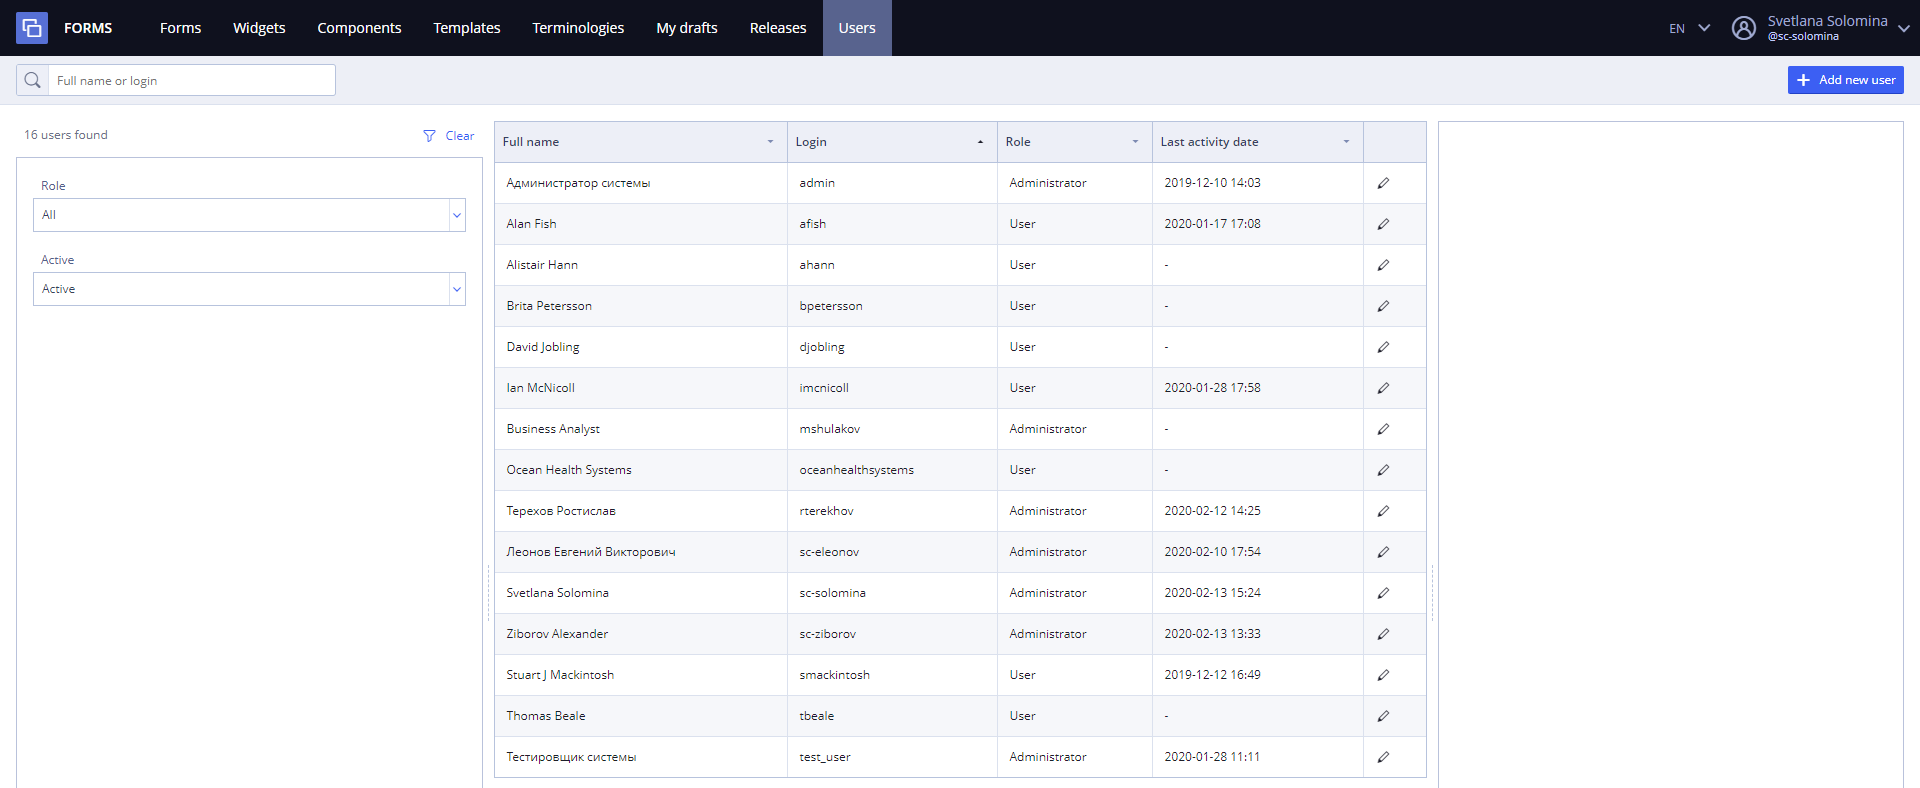 FORMS Forms Widgets Components Templates Terminologies My drafts Releases Users EN Svetlana Solomina
@sc-solomina
Full name or login
Add new user
16 users found
Clear
Role
All
Active
Active
Full name Login Role Last activity date
Администратор системы admin Administrator 2019-12-10 14:03
Alan Fish afish User 2020-01-17 17:08
Alistair Hann ahann User -
Brita Petersson bpetersson User -
David Jobling djobling User -
Ian McNicoll imcnicoll User 2020-01-28 17:58
Business Analyst mshulakov Administrator -
Ocean Health Systems oceanhealthsystems User -
Терехов Ростислав rterekhov Administrator 2020-02-12 14:25
Леонов Евгений Викторович sc-eleonov Administrator 2020-02-10 17:54
Svetlana Solomina sc-solomina Administrator 2020-02-13 15:24
Ziborov Alexander sc-ziborov Administrator 2020-02-13 13:33
Stuart J Mackintosh smackintosh User 2019-12-12 16:49
Thomas Beale tbeale User -
Тестировщик системы test_user Administrator 2020-01-28 11:11